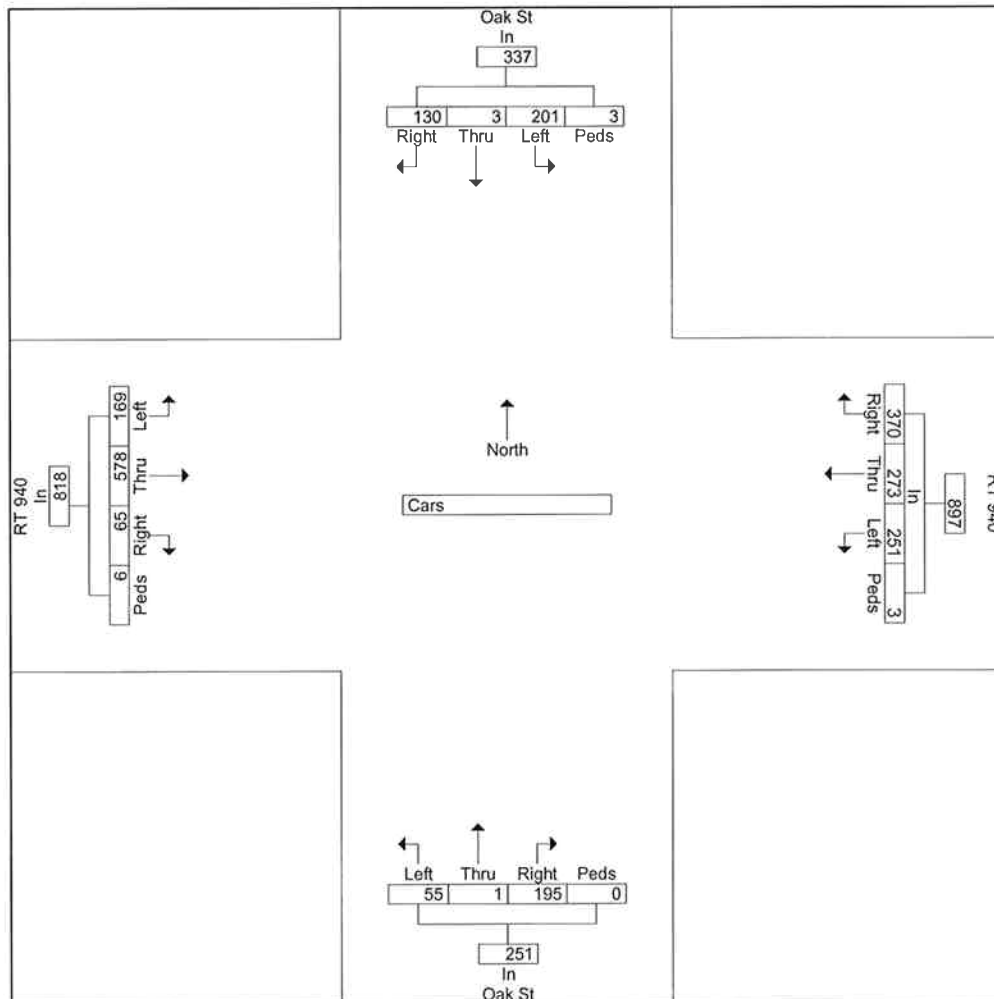 Oak St
In
337
130 3 201 3
Right Thru Left Peds
RT 940
In
818
169 578 65 6
Left Thru Right Peds
North
Cars
370 273 251 3
Right Thru Left Peds
In
897
RT 940
Left Thru Right Peds
55 1 195 0
251
In
Oak St